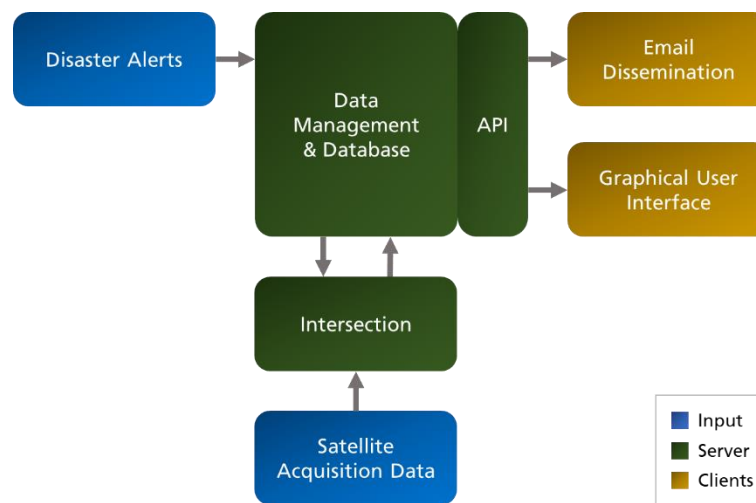 Disaster Alerts
Data
Management
& Database
API
Email
Dissemination
Graphical User
Interface
Intersection
Satellite
Acquisition Data
Input
Server
Clients